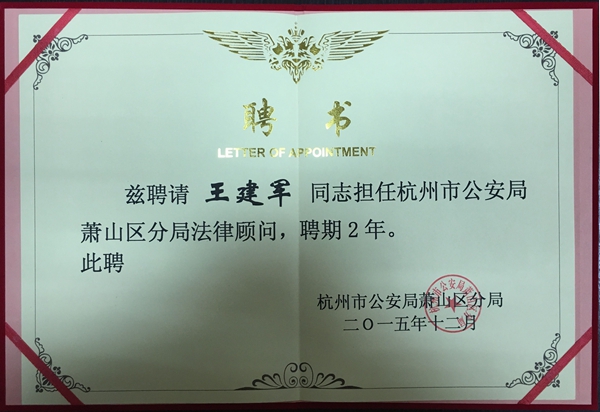 聘书
LETTER OF APPOINTMENT
兹聘请 王建军 同志担任杭州市公安局
萧山区分局法律顾问，聘期2年。
此聘
杭州市公安局萧山区分局
二〇一五年十二月